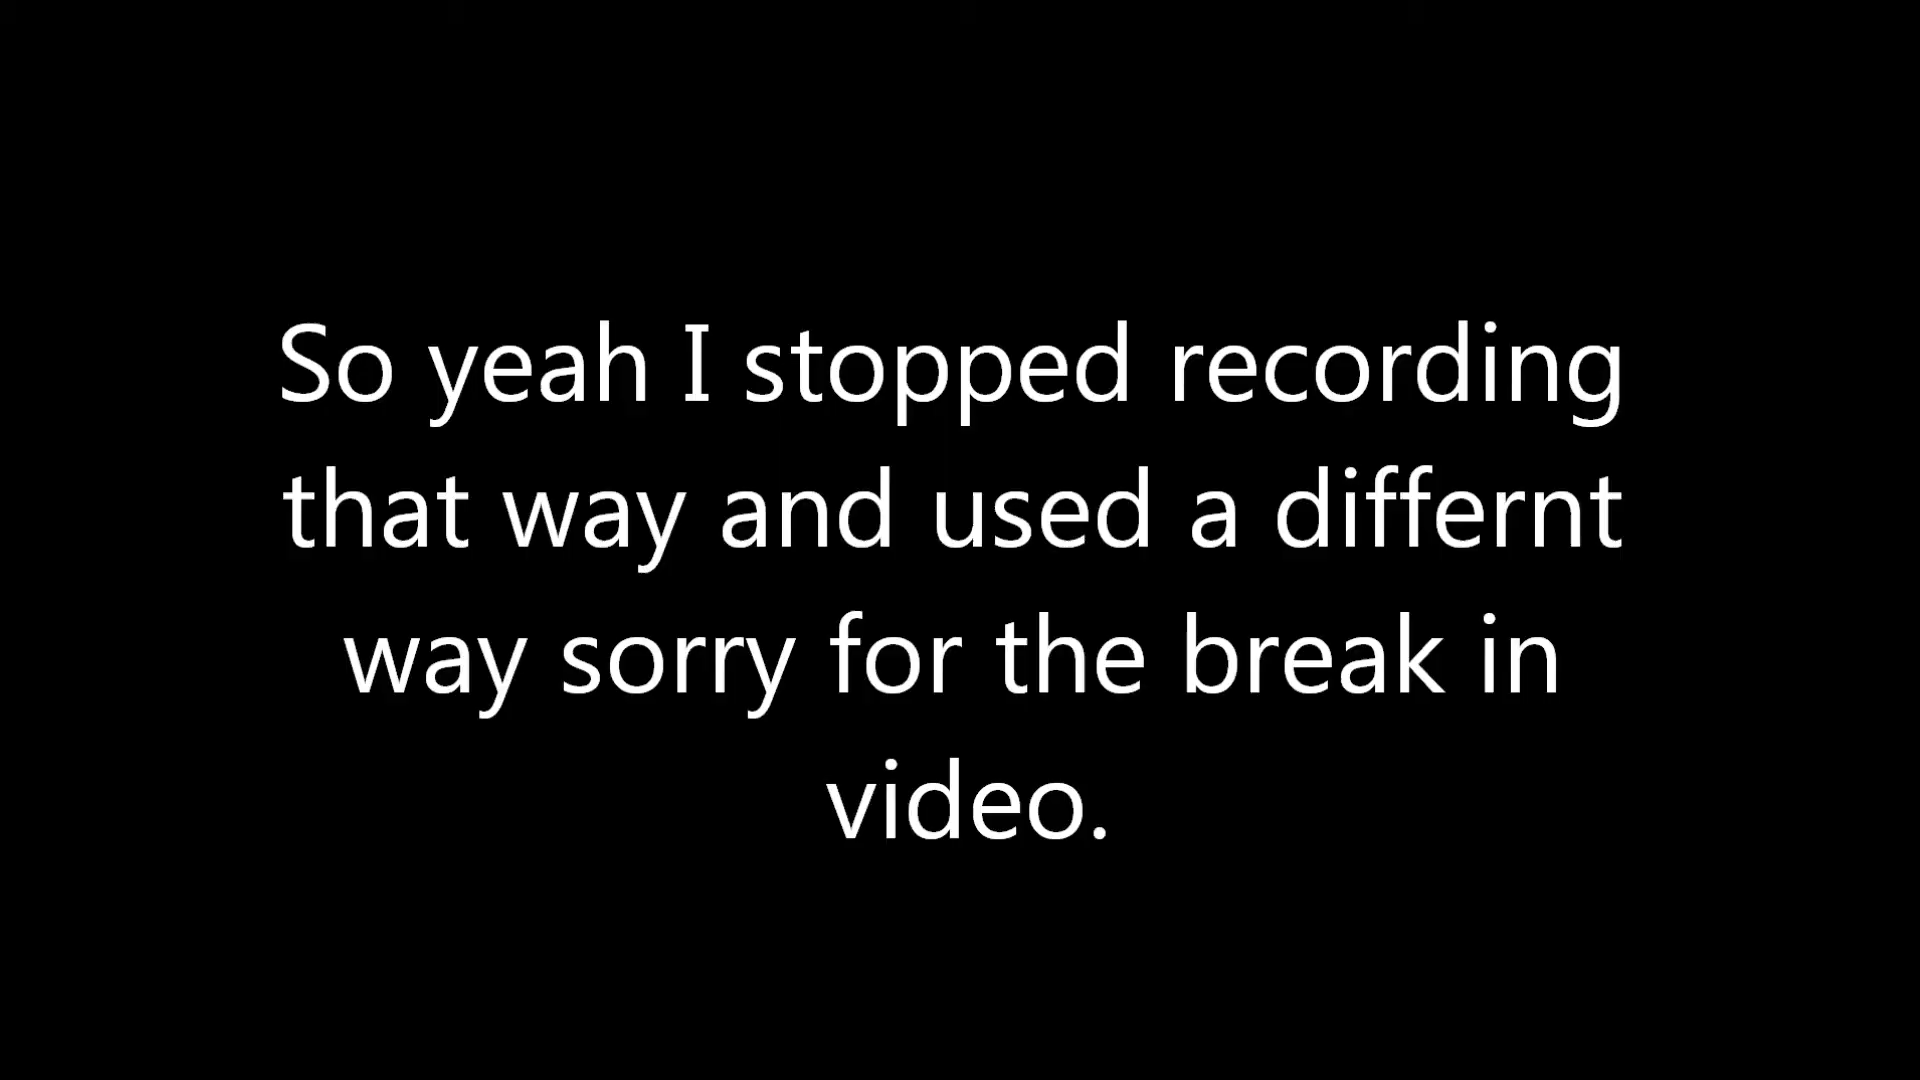 So yeah I stopped recording
that way and used a differnt
way sorry for the break in
video.